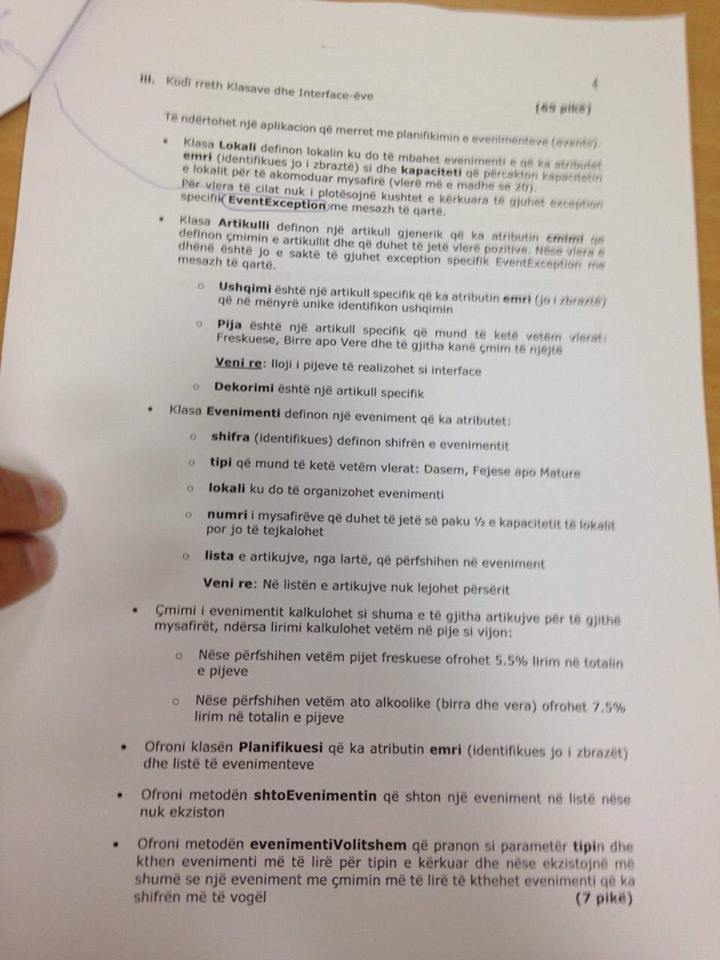 4
iii. Kodi rreth Klasave dhe Interface-ëve
(65 pikë)
Të ndërtohet një aplikacion që merret me planifikimin e evenimenteve (events).
• Klasa Lokali definon lokalin ku do të mbahet evenimenti e që ka atributet
emri (identifikues jo i zbraztë) si dhe kapaciteti që përcakton kapacitetin
e lokalit për të akomoduar mysafirë (vlerë më e madhe se 20).
Për vlera të cilat nuk i plotësojnë kushtet e kërkuara të gjuhet exception
specifik EventException me mesazh të qartë.
• Klasa Artikulli definon një artikull gjenerik që ka atributin çmimi që
definon çmimin e artikullit dhe që duhet të jetë vlerë pozitive. Nëse vlera e
dhënë është jo e saktë të gjuhet exception specifik EventException me
mesazh të qartë.
o Ushqimi është një artikull specifik që ka atributin emri (jo i zbraztë)
që në mënyrë unike identifikon ushqimin
o Pija është një artikull specifik që mund të ketë vetëm vlerat:
Freskuese, Birre apo Vere dhe të gjitha kanë çmim të njëjtë
Veni re: lloji i pijeve të realizohet si interface
o Dekorimi është një artikull specifik
• Klasa Evenimenti definon një eveniment që ka atributet:
o shifra (identifikues) definon shifrën e evenimentit
o tipi që mund të ketë vetëm vlerat: Dasem, Fejese apo Mature
o lokali ku do të organizohet evenimenti
o numri i mysafirëve që duhet të jetë së paku ½ e kapacitetit të lokalit
por jo të tejkalohet
o lista e artikujve, nga lartë, që përfshihen në eveniment
Veni re: Në listën e artikujve nuk lejohet përsërit
• Çmimi i evenimentit kalkulohet si shuma e të gjitha artikujve për të gjithë
mysafirët, ndërsa lirimi kalkulohet vetëm në pije si vijon:
o Nëse përfshihen vetëm pijet freskuese ofrohet 5.5% lirim në totalin
e pijeve
o Nëse përfshihen vetëm ato alkoolike (birra dhe vera) ofrohet 7.5%
lirim në totalin e pijeve
• Ofroni klasën Planifikuesi që ka atributin emri (identifikues jo i zbrazët)
dhe listë të evenimenteve
• Ofroni metodën shtoEvenimentin që shton një eveniment në listë nëse
nuk ekziston
• Ofroni metodën evenimentiVolitshem që pranon si parametër tipin dhe
kthen evenimenti më të lirë për tipin e kërkuar dhe nëse ekzistojnë më
shumë se një eveniment me çmimin më të lirë të kthehet evenimenti që ka
shifrën më të vogël (7 pikë)